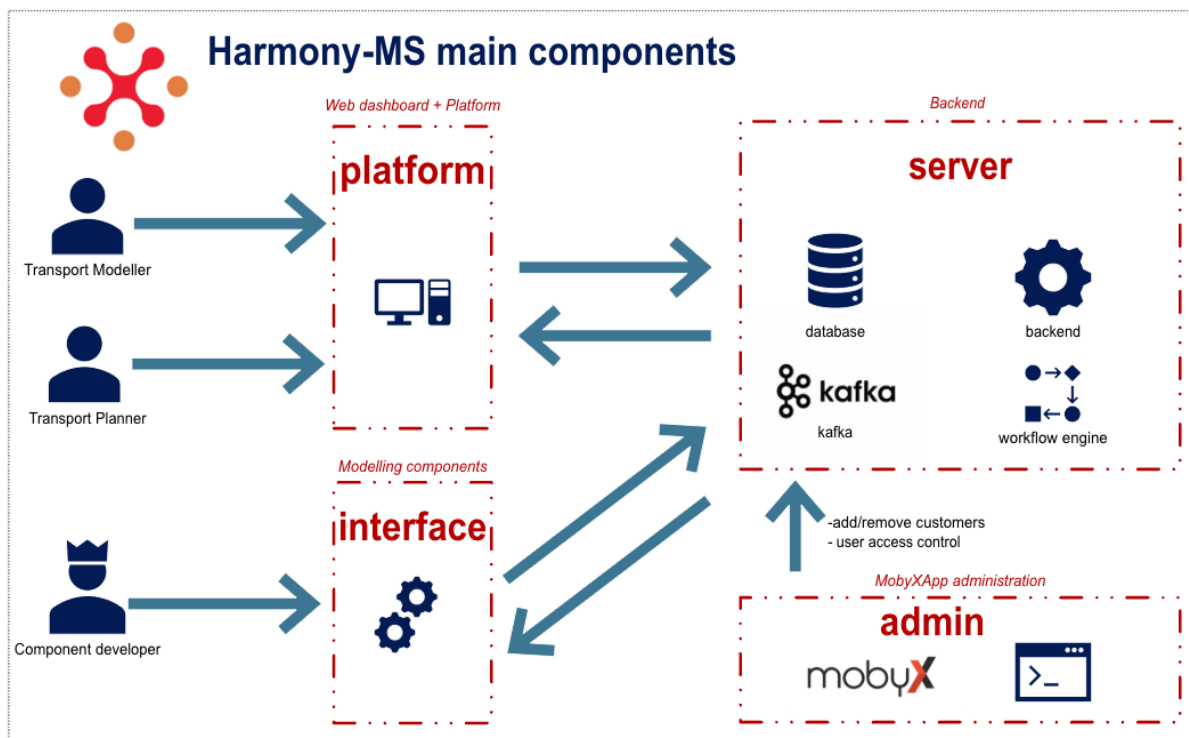 Harmony-MS main components
Web dashboard + Platform
platform
Backend
server
Transport Modeller
database
backend
Transport Planner
kafka
kafka
workflow engine
Modelling components
interface
-add/remove customers
- user access control
Component developer
MobyXApp administration
admin
mobyX
>_